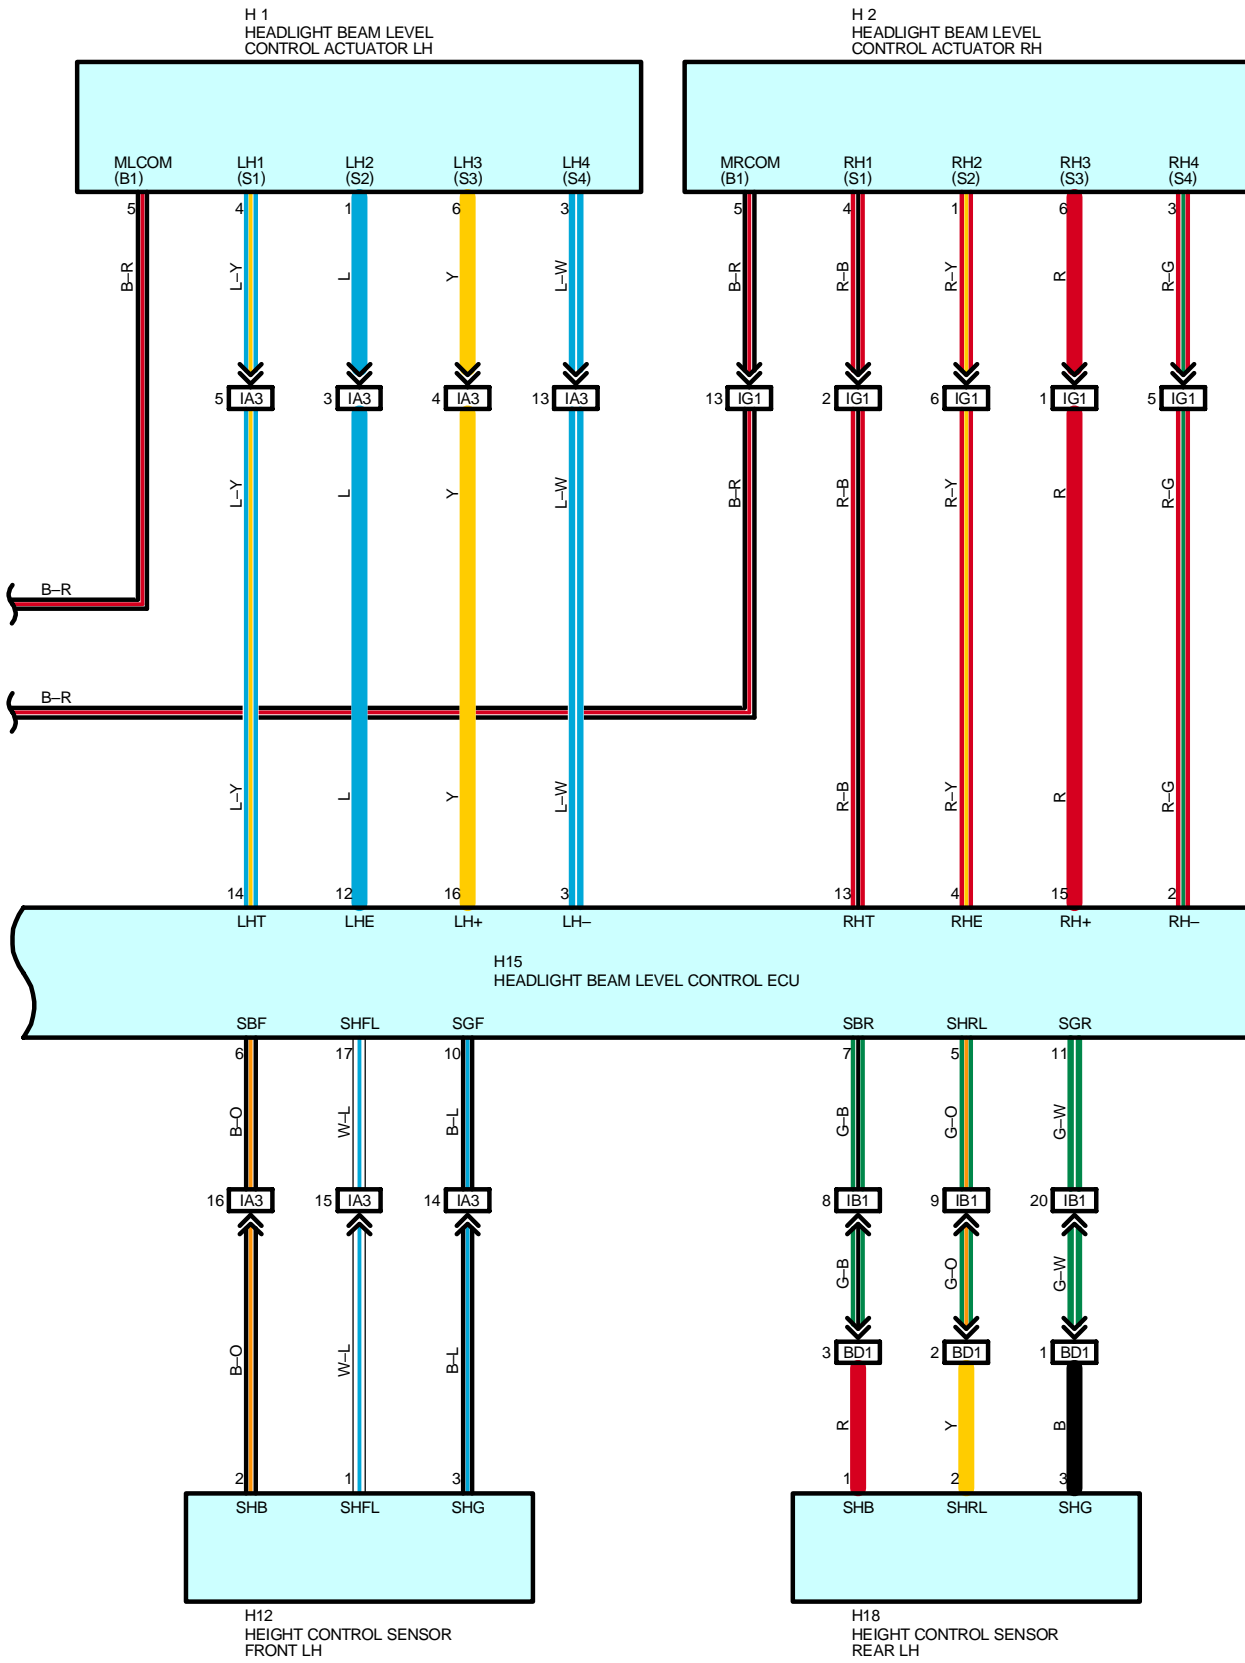 H 1
HEADLIGHT BEAM LEVEL
CONTROL ACTUATOR LH
H 2
HEADLIGHT BEAM LEVEL
CONTROL ACTUATOR RH
MLCOM LH1 LH2 LH3 LH4 MRCOM RH1 RH2 RH3 RH4
(B1) (S1) (S2) (S3) (S4) (B1) (S1) (S2) (S3) (S4)
5 4 1 6 3 5 4 1 6 3
B–R L–Y L Y L–W B–R R–B R–Y R R–G
5 IA3 3 IA3 4 IA3 13 IA3 13 IG1 2 IG1 6 IG1 1 IG1 5 IG1
L–Y L Y L–W B–R R–B R–Y R R–G
B–R
B–R
L–Y L Y L–W R–B R–Y R R–G
14 12 16 3 13 4 15 2
LHT LHE LH+ LH– RHT RHE RH+ RH–
H15
HEADLIGHT BEAM LEVEL CONTROL ECU
SBF SHFL SGF SBR SHRL SGR
6 17 10 7 5 11
B–O W–L B–L G–B G–O G–W
16 IA3 15 IA3 14 IA3 8 IB1 9 IB1 20 IB1
G–B G–O G–W
B–O W–L B–L
3 BD1 2 BD1 1 BD1
R Y B
2 1 3 1 2 3
SHB SHFL SHG SHB SHRL SHG
H12
HEIGHT CONTROL SENSOR
FRONT LH
H18
HEIGHT CONTROL SENSOR
REAR LH